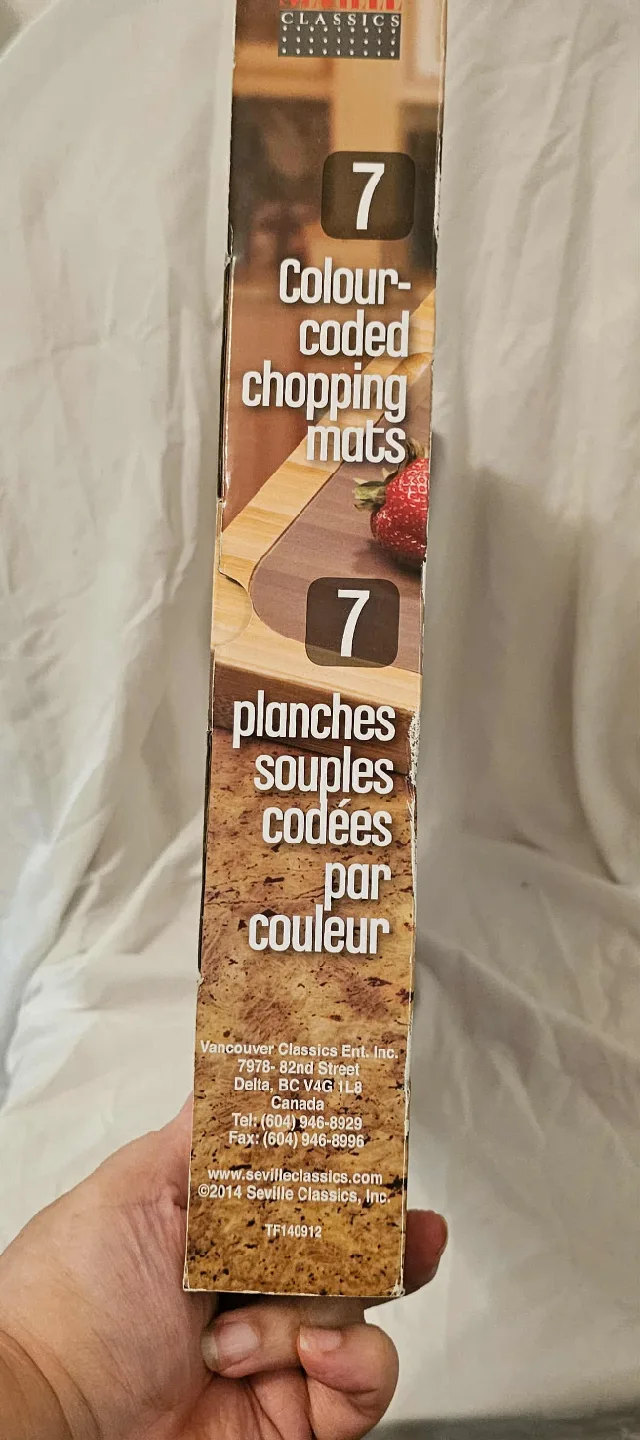 SEVILLE
CLASSICS
7
Colour-
coded
chopping
mats
7
planches
souples
codées
par
couleur
Vancouver Classics Ent. Inc.
7978- 82nd Street
Delta, BC V4G 1L8
Canada
Tel: (604) 946-8929
Fax: (604) 946-8996
www.sevilleclassics.com
©2014 Seville Classics, Inc.
TF140912